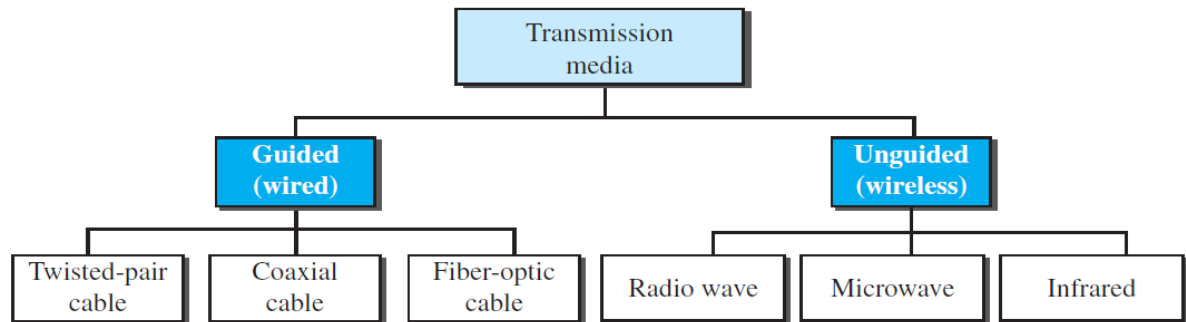 Transmission
media
Guided
(wired)
Unguided
(wireless)
Twisted-pair
cable
Coaxial
cable
Fiber-optic
cable
Radio wave
Microwave
Infrared